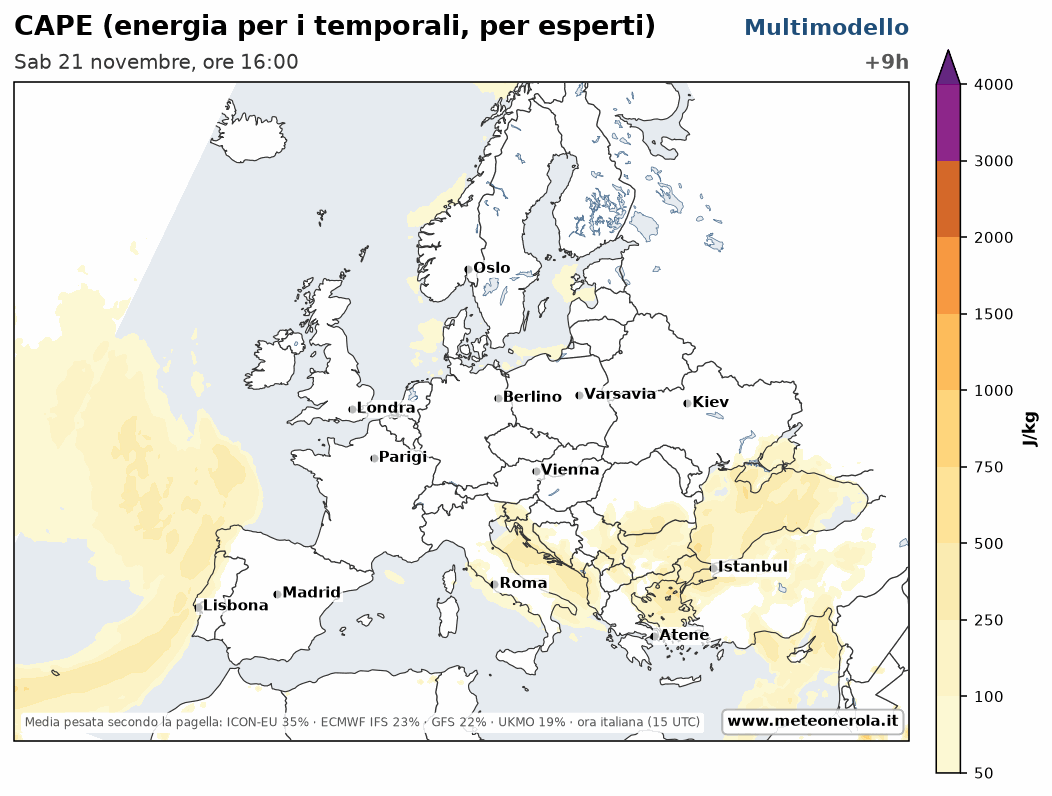 CAPE (energia per i temporali, per esperti)
Multimodello
Sab 21 novembre, ore 16:00
+9h
4000
3000
2000
1500
1000
750
500
250
100
50
J/kg
Oslo
Berlino
Varsavia
Kiev
Londra
Parigi
Vienna
Istanbul
Roma
Madrid
Lisbona
Atene
Media pesata secondo la pagella: ICON-EU 35% · ECMWF IFS 23% · GFS 22% · UKMO 19% · ora italiana (15 UTC)
www.meteonerola.it